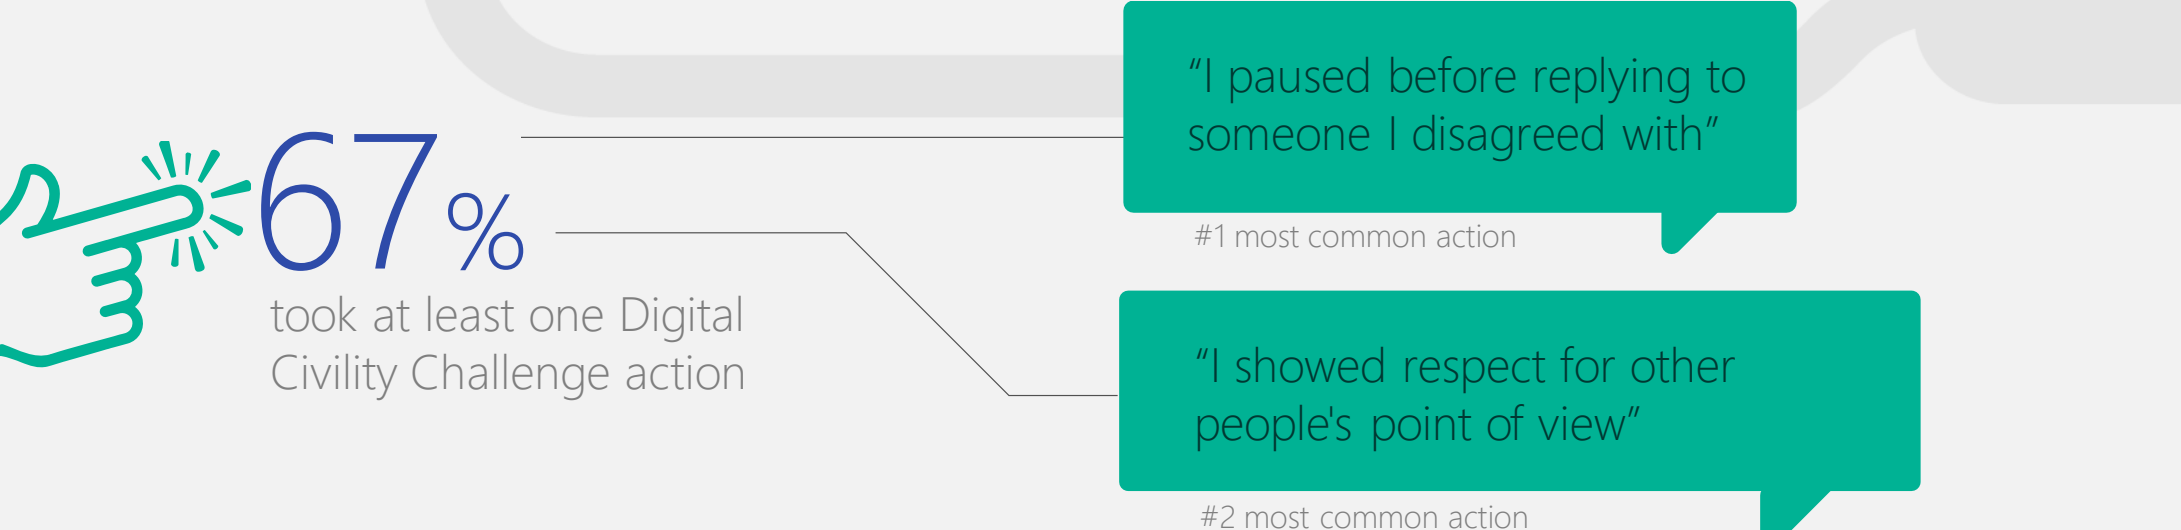 67%
took at least one Digital
Civility Challenge action
“I paused before replying to
someone I disagreed with”
#1 most common action
“I showed respect for other
people's point of view”
#2 most common action